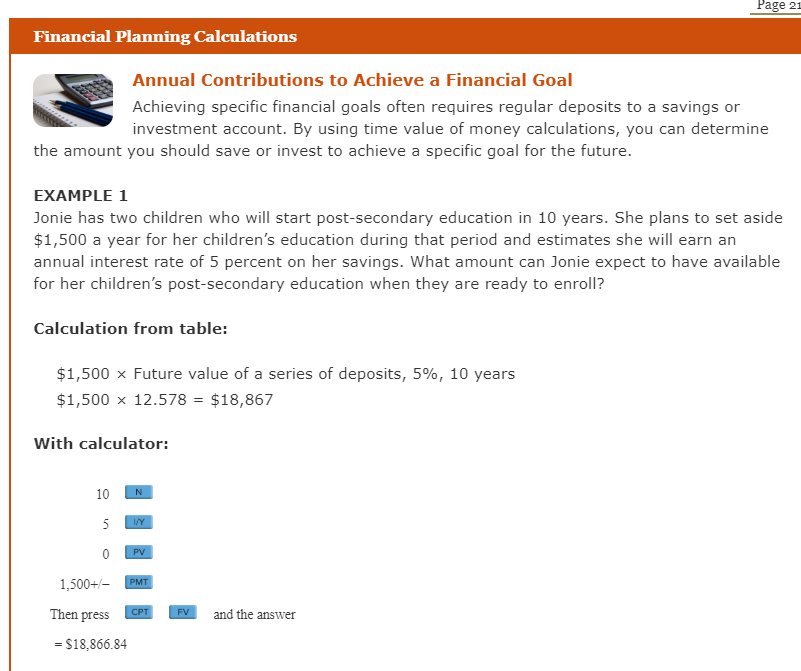 Page 21
Financial Planning Calculations
Annual Contributions to Achieve a Financial Goal
Achieving specific financial goals often requires regular deposits to a savings or
investment account. By using time value of money calculations, you can determine
the amount you should save or invest to achieve a specific goal for the future.
EXAMPLE 1
Jonie has two children who will start post-secondary education in 10 years. She plans to set aside
$1,500 a year for her children’s education during that period and estimates she will earn an
annual interest rate of 5 percent on her savings. What amount can Jonie expect to have available
for her children’s post-secondary education when they are ready to enroll?
Calculation from table:
$1,500 × Future value of a series of deposits, 5%, 10 years
$1,500 × 12.578 = $18,867
With calculator:
10 N
5 I/Y
0 PV
1,500+/– PMT
Then press CPT FV and the answer
= $18,866.84